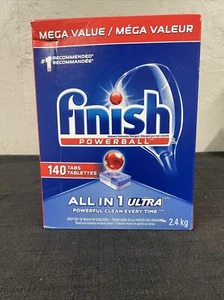 MEGA VALUE / MÉGA VALEUR
#1 RECOMMENDED*
RECOMMANDÉE*
finish
POWERBALL
140 TABS
TABLETTES
ALL IN 1 ULTRA
POWERFUL CLEAN EVERY TIME
2.4 kg